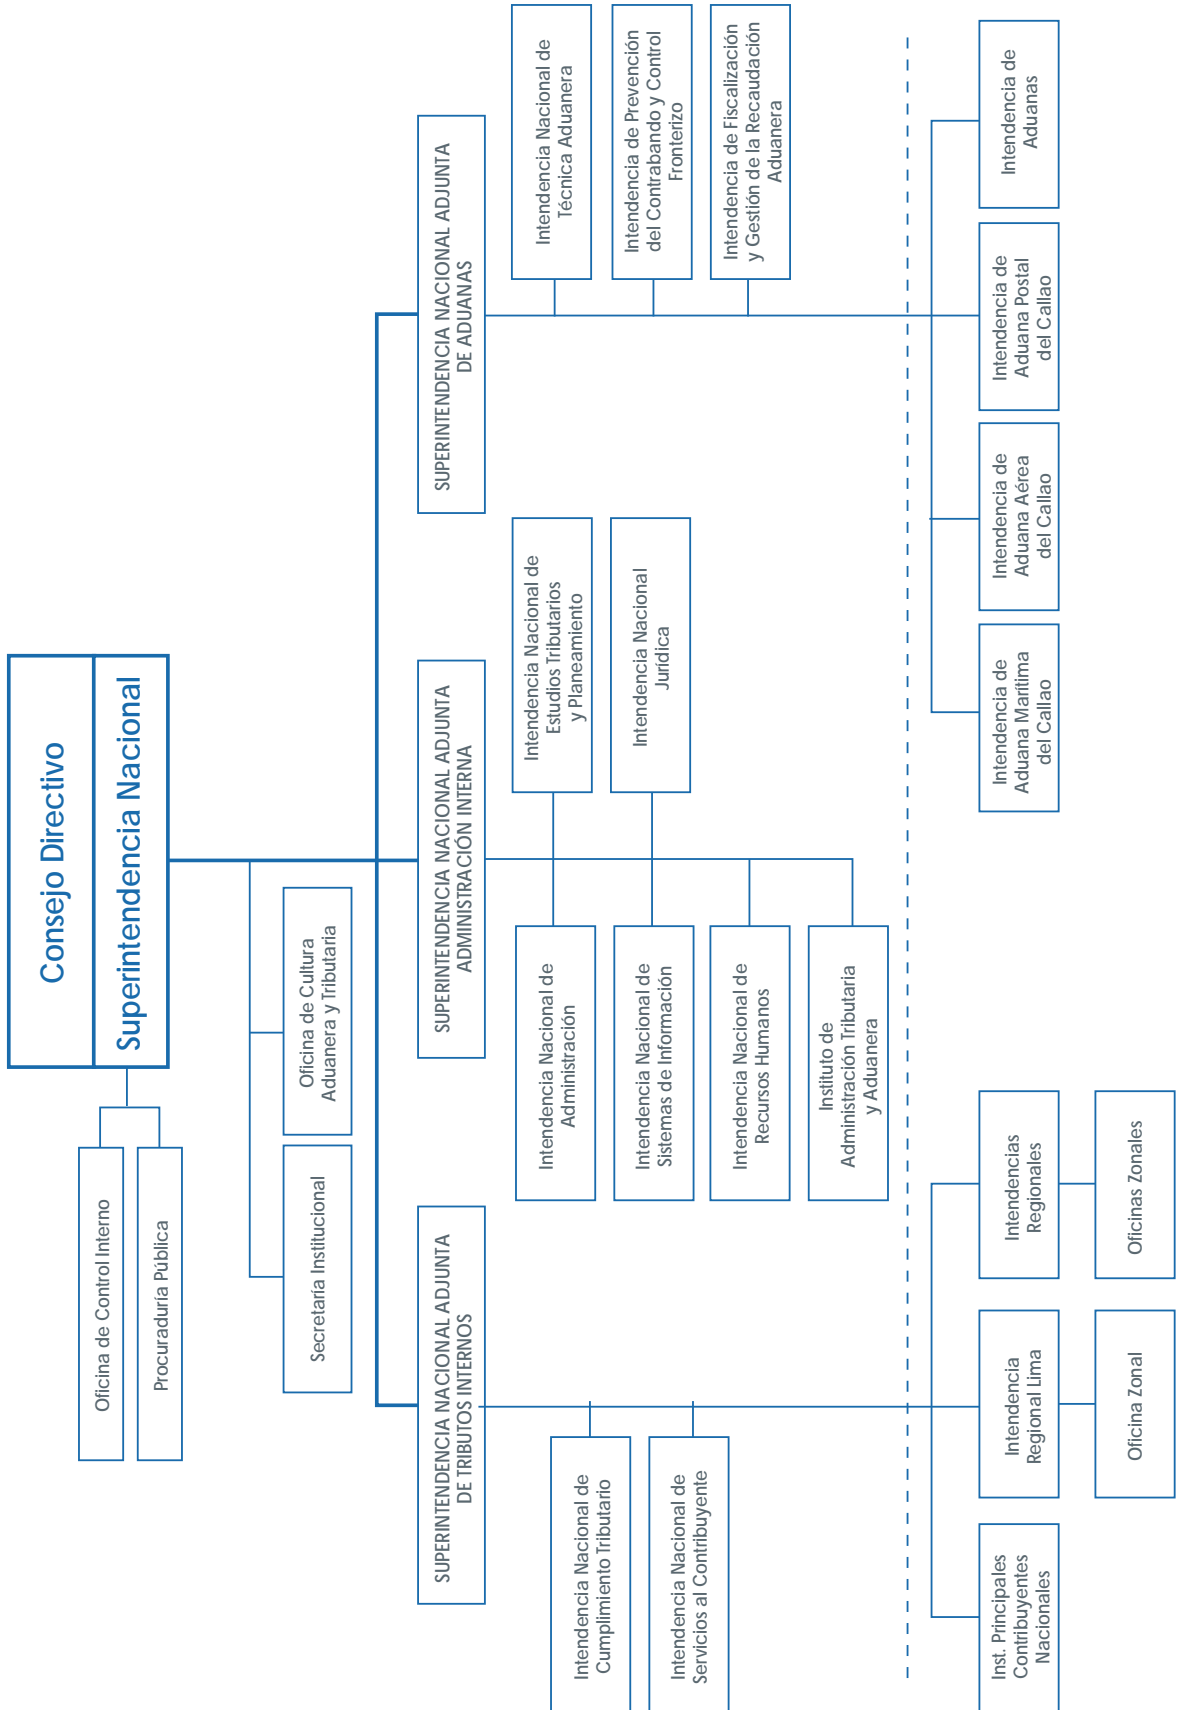 Consejo Directivo
Superintendencia Nacional
Oficina de Control Interno
Procuraduría Pública
Secretaría Institucional
Oficina de Cultura
Aduanera y Tributaria
SUPERINTENDENCIA NACIONAL ADJUNTA
DE TRIBUTOS INTERNOS
SUPERINTENDENCIA NACIONAL ADJUNTA
ADMINISTRACIÓN INTERNA
SUPERINTENDENCIA NACIONAL ADJUNTA
DE ADUANAS
Intendencia Nacional de
Cumplimiento Tributario
Intendencia Nacional de
Servicios al Contribuyente
Intendencia Nacional de
Administración
Intendencia Nacional de
Sistemas de Información
Intendencia Nacional de
Recursos Humanos
Instituto de
Administración Tributaria
y Aduanera
Intendencia Nacional de
Estudios Tributarios
y Planeamiento
Intendencia Nacional
Jurídica
Intendencia Nacional de
Técnica Aduanera
Intendencia de Prevención
del Contrabando y Control
Fronterizo
Intendencia de Fiscalización
y Gestión de la Recaudación
Aduanera
Inst. Principales
Contribuyentes
Nacionales
Intendencia
Regional Lima
Intendencias
Regionales
Oficina Zonal
Oficinas Zonales
Intendencia de
Aduana Marítima
del Callao
Intendencia de
Aduana Aérea
del Callao
Intendencia de
Aduana Postal
del Callao
Intendencia de
Aduanas